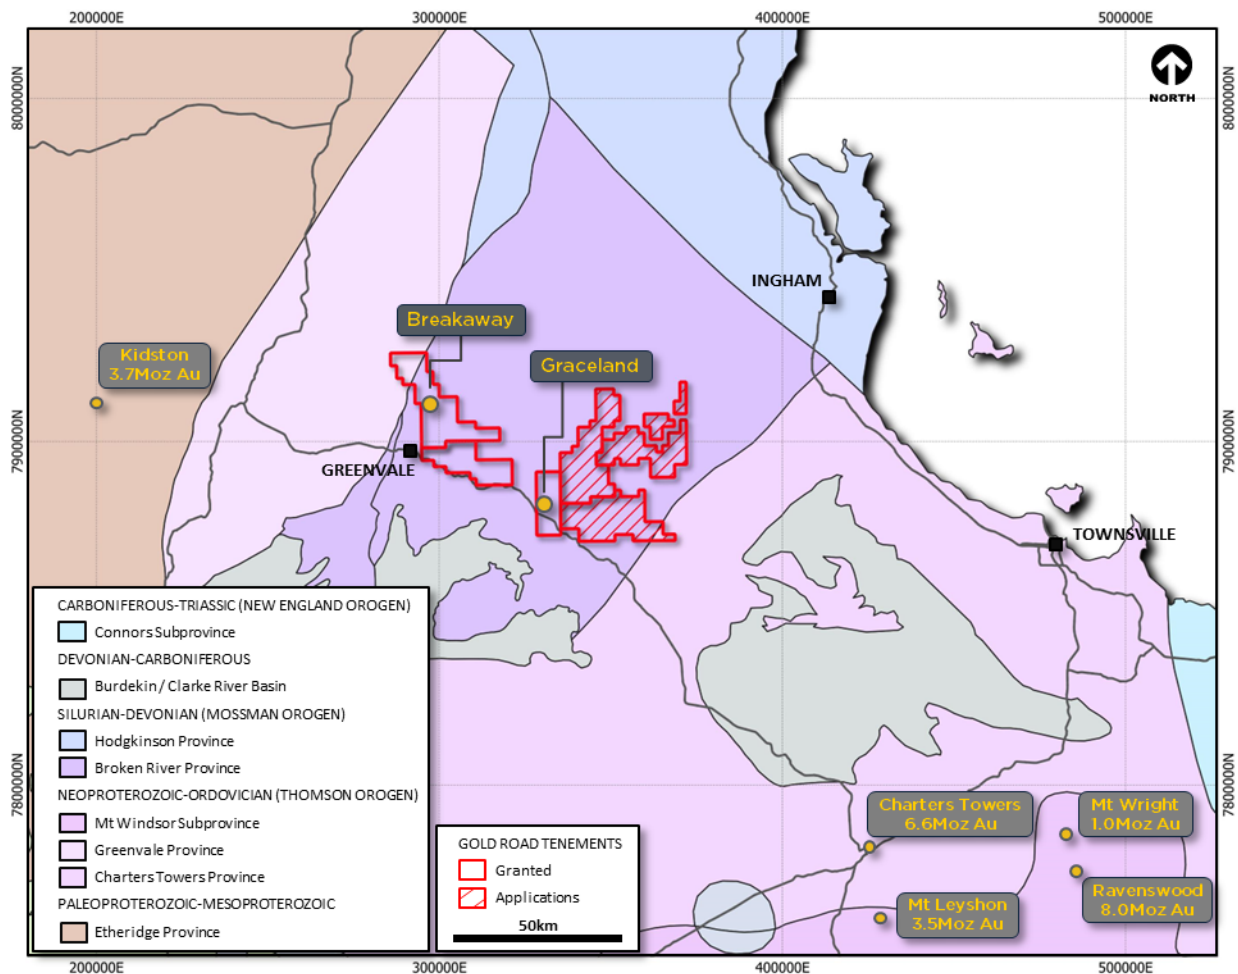 200000E
300000E
400000E
500000E
8000000N
8000000N
NORTH
INGHAM
Breakaway
Kidston
3.7Moz Au
Graceland
7900000N
7900000N
GREENVALE
TOWNSVILLE
CARBONIFEROUS-TRIASSIC (NEW ENGLAND OROGEN)
Connors Subprovince
DEVONIAN-CARBONIFEROUS
Burdekin / Clarke River Basin
SILURIAN-DEVONIAN (MOSSMAN OROGEN)
Hodgkinson Province
Broken River Province
NEOPROTEROZOIC-ORDOVICIAN (THOMSON OROGEN)
Mt Windsor Subprovince
Greenvale Province
Charters Towers Province
PALEOPROTEROZOIC-MESOPROTEROZOIC
Etheridge Province
7800000N
7800000N
GOLD ROAD TENEMENTS
Granted
Applications
50km
Charters Towers
6.6Moz Au
Mt Wright
1.0Moz Au
Mt Leyshon
3.5Moz Au
Ravenswood
8.0Moz Au
200000E
300000E
400000E
500000E